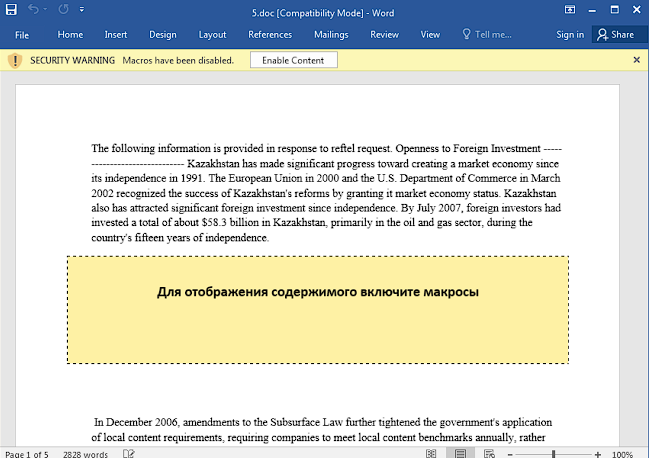 5.doc [Compatibility Mode] - Word
File Home Insert Design Layout References Mailings Review View Tell me... Sign in Share
SECURITY WARNING Macros have been disabled. Enable Content
The following information is provided in response to reftel request. Openness to Foreign Investment -----
------------------------- Kazakhstan has made significant progress toward creating a market economy since
its independence in 1991. The European Union in 2000 and the U.S. Department of Commerce in March
2002 recognized the success of Kazakhstan's reforms by granting it market economy status. Kazakhstan
also has attracted significant foreign investment since independence. By July 2007, foreign investors had
invested a total of about $58.3 billion in Kazakhstan, primarily in the oil and gas sector, during the
country's fifteen years of independence.
Для отображения содержимого включите макросы
In December 2006, amendments to the Subsurface Law further tightened the government's application
of local content requirements, requiring companies to meet local content benchmarks annually, rather
Page 1 of 5 2828 words 100%